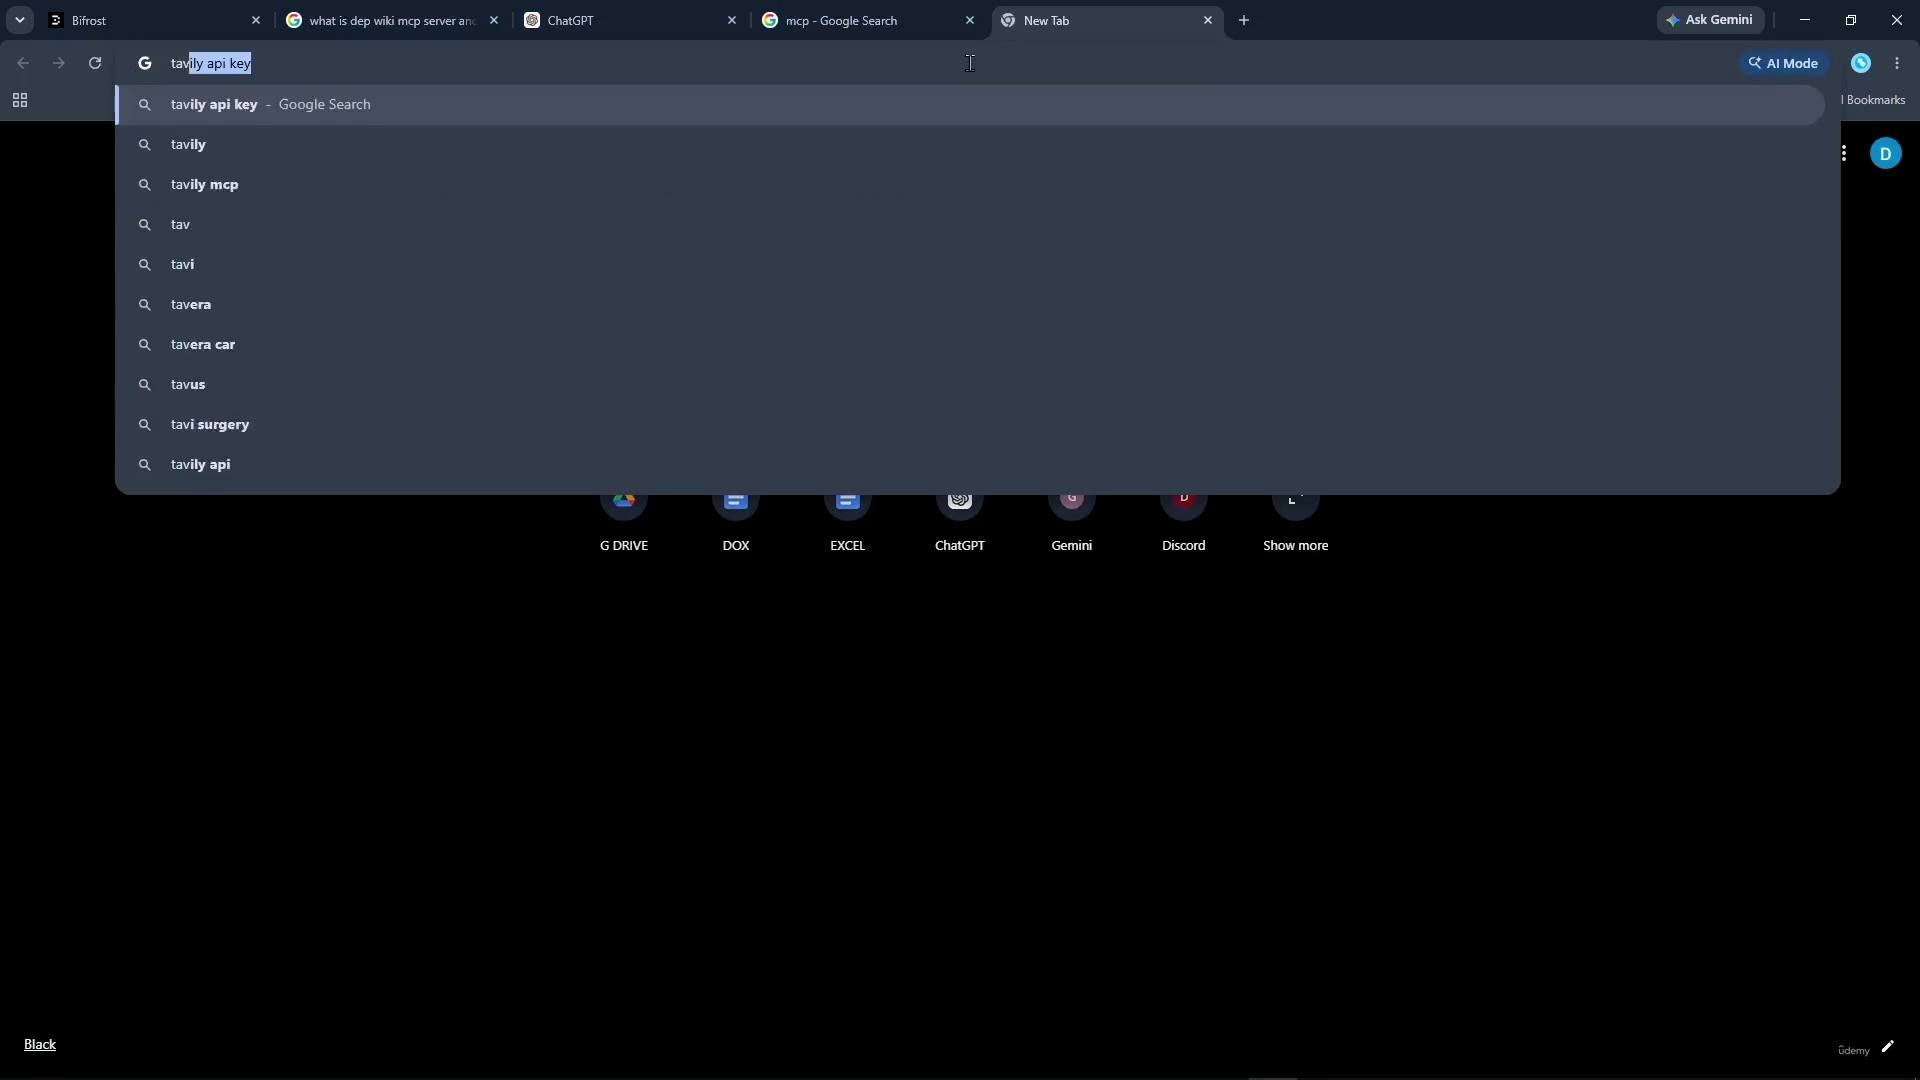 Bifrost
what is dep wiki mcp server an
ChatGPT
mcp - Google Search
New Tab
Ask Gemini
tavily api key
AI Mode
tavily api key - Google Search
l Bookmarks
tavily
D
tavily mcp
tav
tavi
tavera
tavera car
tavus
tavi surgery
tavily api
G
D
G DRIVE
DOX
EXCEL
ChatGPT
Gemini
Discord
Show more
Black
ûdemy